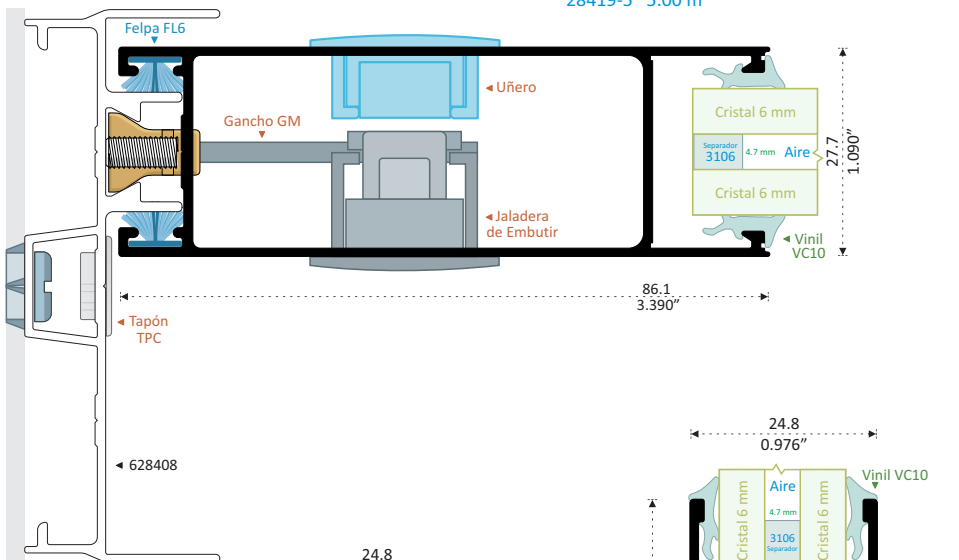 28419-5 5.00 m
Felpa FL6
Uñero
Gancho GM
Cristal 6 mm
Separador
3106
4.7 mm
Aire
Cristal 6 mm
27.7
1.090”
Jaladera
de Embutir
Vinil
VC10
86.1
3.390”
Tapón
TPC
24.8
0.976”
628408
Vinil VC10
Cristal 6 mm
Aire
4.7 mm
3106
Separador
Cristal 6 mm
24.8